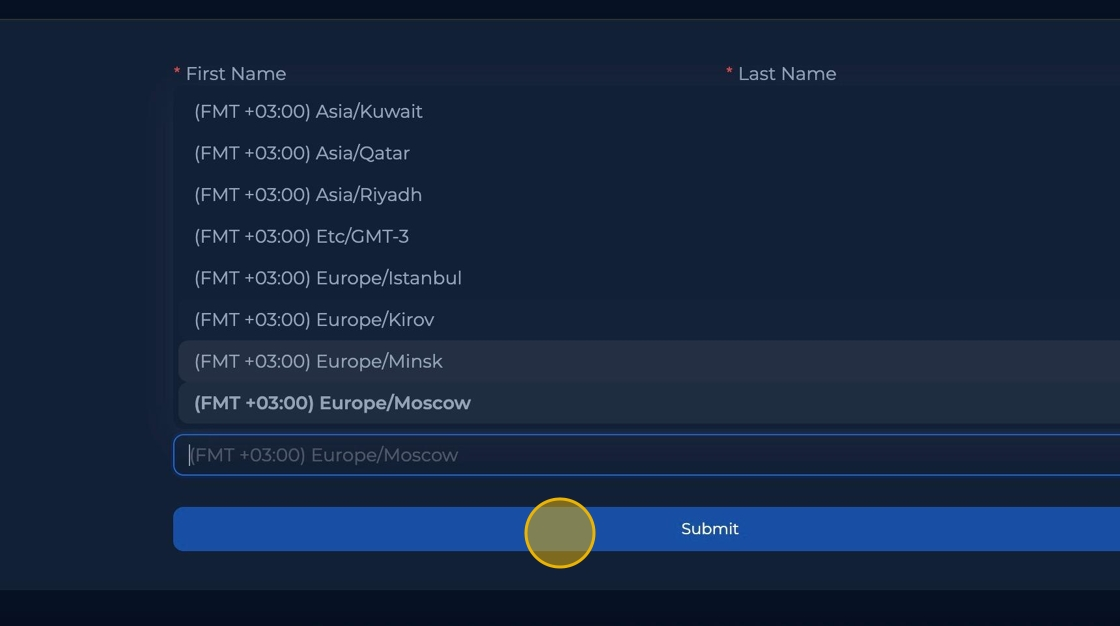 * First Name
* Last Name
(FMT +03:00) Asia/Kuwait
(FMT +03:00) Asia/Qatar
(FMT +03:00) Asia/Riyadh
(FMT +03:00) Etc/GMT-3
(FMT +03:00) Europe/Istanbul
(FMT +03:00) Europe/Kirov
(FMT +03:00) Europe/Minsk
(FMT +03:00) Europe/Moscow
(FMT +03:00) Europe/Moscow
Submit